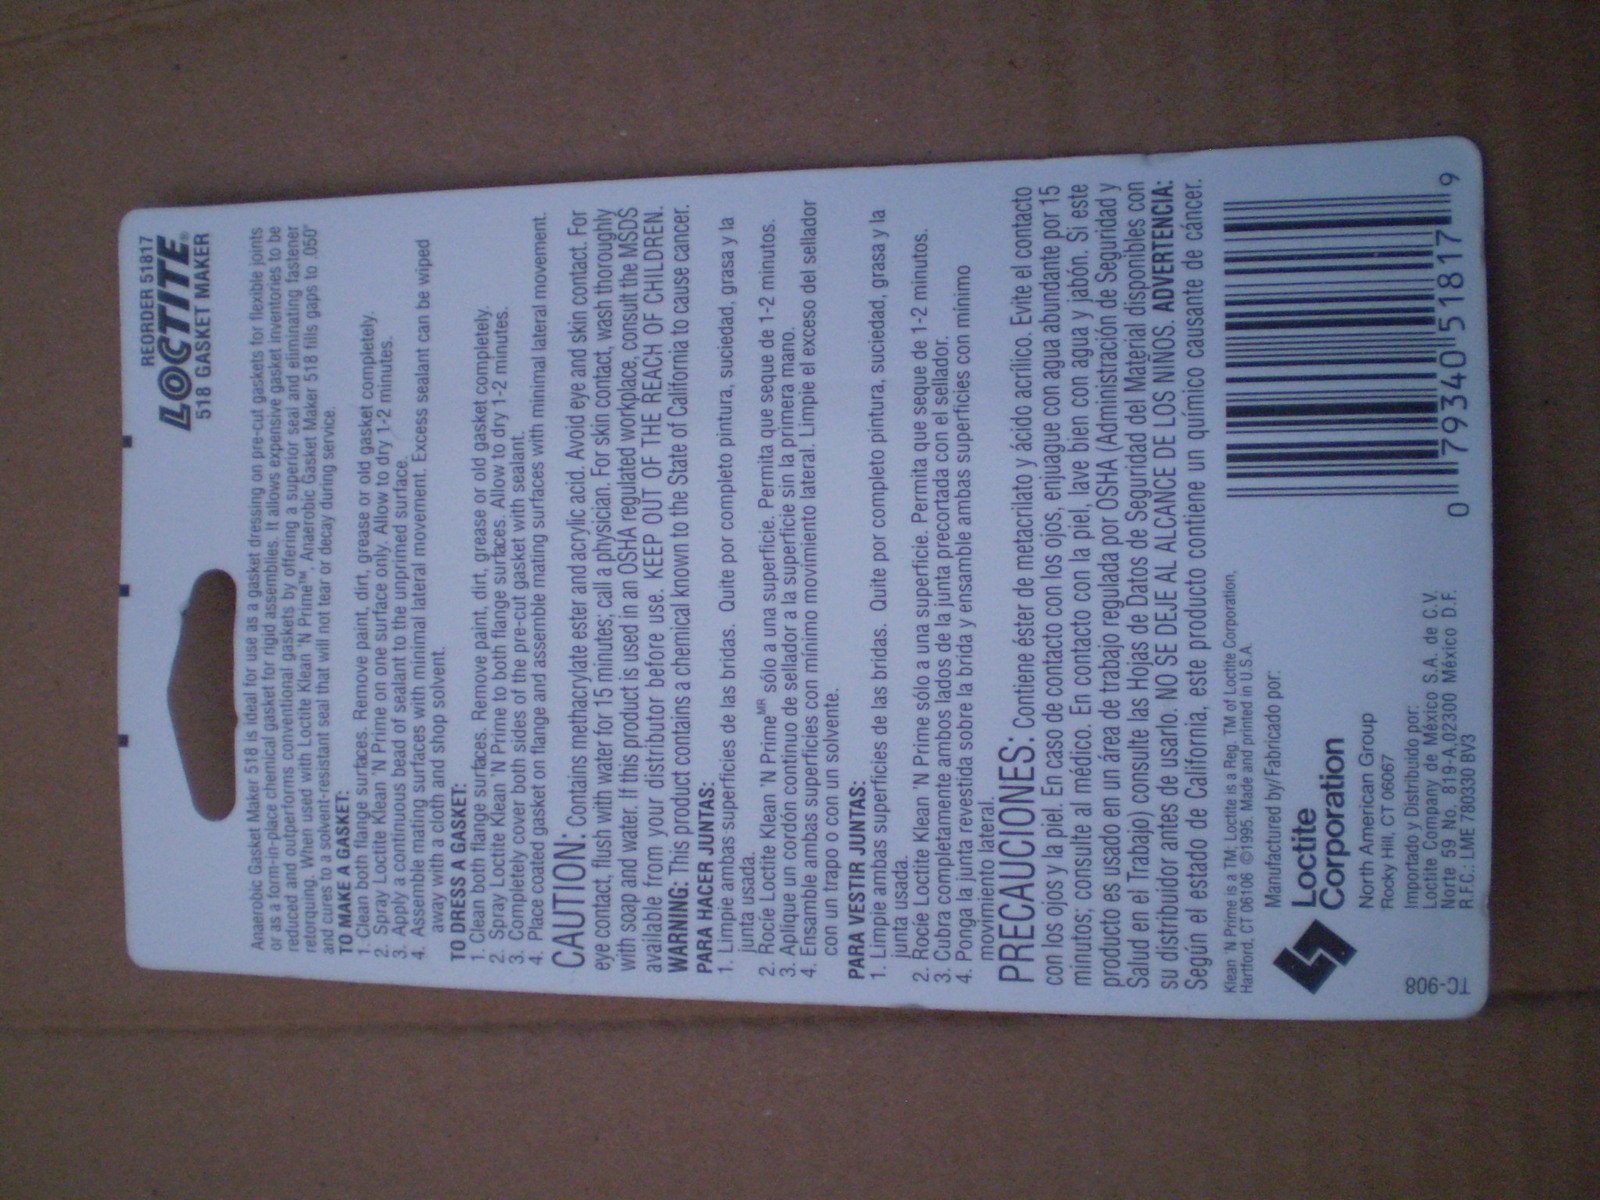 REORDER 51817
LOCTITE®
518 GASKET MAKER
Anaerobic Gasket Maker 518 is ideal for use as a gasket dressing on pre-cut gaskets for flexible joints
or as a form-in-place chemical gasket for rigid assemblies. It allows expensive gasket inventories to be
reduced and outperforms conventional gaskets by offering a superior seal and eliminating fastener
retorquing. When used with Loctite Klean 'N Prime™, Anaerobic Gasket Maker 518 fills gaps to .050"
and cures to a solvent-resistant seal that will not tear or decay during service.
TO MAKE A GASKET:
1. Clean both flange surfaces. Remove paint, dirt, grease or old gasket completely.
2. Spray Loctite Klean 'N Prime on one surface only. Allow to dry 1-2 minutes.
3. Apply a continuous bead of sealant to the unprimed surface.
4. Assemble mating surfaces with minimal lateral movement. Excess sealant can be wiped
away with a cloth and shop solvent.
TO DRESS A GASKET:
1. Clean both flange surfaces. Remove paint, dirt, grease or old gasket completely.
2. Spray Loctite Klean 'N Prime to both flange surfaces. Allow to dry 1-2 minutes.
3. Completely cover both sides of the pre-cut gasket with sealant.
4. Place coated gasket on flange and assemble mating surfaces with minimal lateral movement.
CAUTION: Contains methacrylate ester and acrylic acid. Avoid eye and skin contact. For
eye contact, flush with water for 15 minutes; call a physician. For skin contact, wash thoroughly
with soap and water. If this product is used in an OSHA regulated workplace, consult the MSDS
available from your distributor before use. KEEP OUT OF THE REACH OF CHILDREN.
WARNING: This product contains a chemical known to the State of California to cause cancer.
PARA HACER JUNTAS:
1. Limpie ambas superficies de las bridas. Quite por completo pintura, suciedad, grasa y la
junta usada.
2. Rocíe Loctite Klean 'N Prime MR sólo a una superficie. Permita que seque de 1-2 minutos.
3. Aplique un cordón continuo de sellador a la superficie sin la primera mano.
4. Ensamble ambas superficies con mínimo movimiento lateral. Limpie el exceso del sellador
con un trapo o con un solvente.
PARA VESTIR JUNTAS:
1. Limpie ambas superficies de las bridas. Quite por completo pintura, suciedad, grasa y la
junta usada.
2. Rocíe Loctite Klean 'N Prime sólo a una superficie. Permita que seque de 1-2 minutos.
3. Cubra completamente ambos lados de la junta precortada con el sellador.
4. Ponga la junta revestida sobre la brida y ensamble ambas superficies con mínimo
movimiento lateral.
PRECAUCIONES: Contiene éster de metacrilato y ácido acrílico. Evite el contacto
con los ojos y la piel. En caso de contacto con los ojos, enjuague con agua abundante por 15
minutos; consulte al médico. En contacto con la piel, lave bien con agua y jabón. Si este
producto es usado en un área de trabajo regulada por OSHA (Administración de Seguridad y
Salud en el Trabajo) consulte las Hojas de Datos de Seguridad del Material disponibles con
su distribuidor antes de usarlo. NO SE DEJE AL ALCANCE DE LOS NIÑOS. ADVERTENCIA:
Según el estado de California, este producto contiene un químico causante de cáncer.
Klean 'N Prime is a TM, Loctite is a Reg. TM of Loctite Corporation,
Hartford, CT 06106 ©1995. Made and printed in U.S.A.
Manufactured by/Fabricado por:
Loctite
Corporation
North American Group
Rocky Hill, CT 06067
Importado y Distribuido por:
Loctite Company de México S.A. de C.V.
Norte 59 No. 819-A, 02300 México D.F.
R.F.C.: LME 780330 BV3
TC-908
0 79340 51817 9